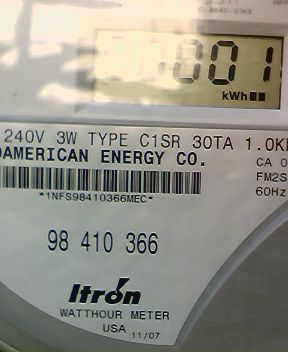 001
kWh
240V 3W TYPE C1SR 30TA 1.0K
AMERICAN ENERGY CO.
CA 0
*1NFS98410366MEC*
FM2S
60Hz
98 410 366
Itron
WATTHOUR METER
USA 11/07